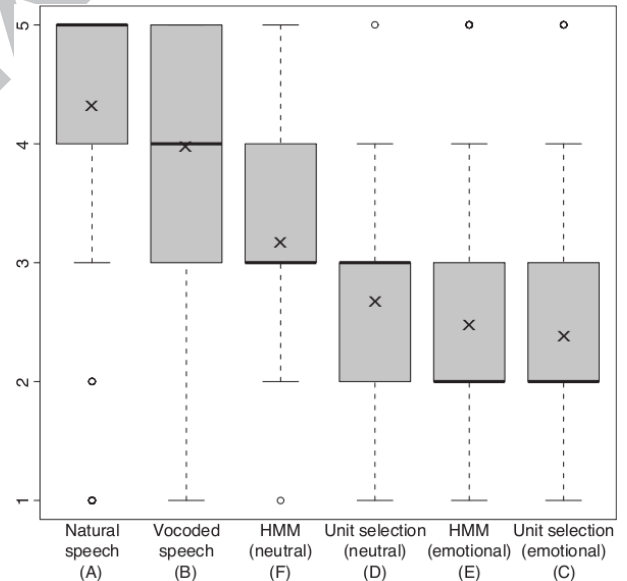 5
4
3
2
1
Natural speech (A)
Vocoded speech (B)
HMM (neutral) (F)
Unit selection (neutral) (D)
HMM (emotional) (E)
Unit selection (emotional) (C)